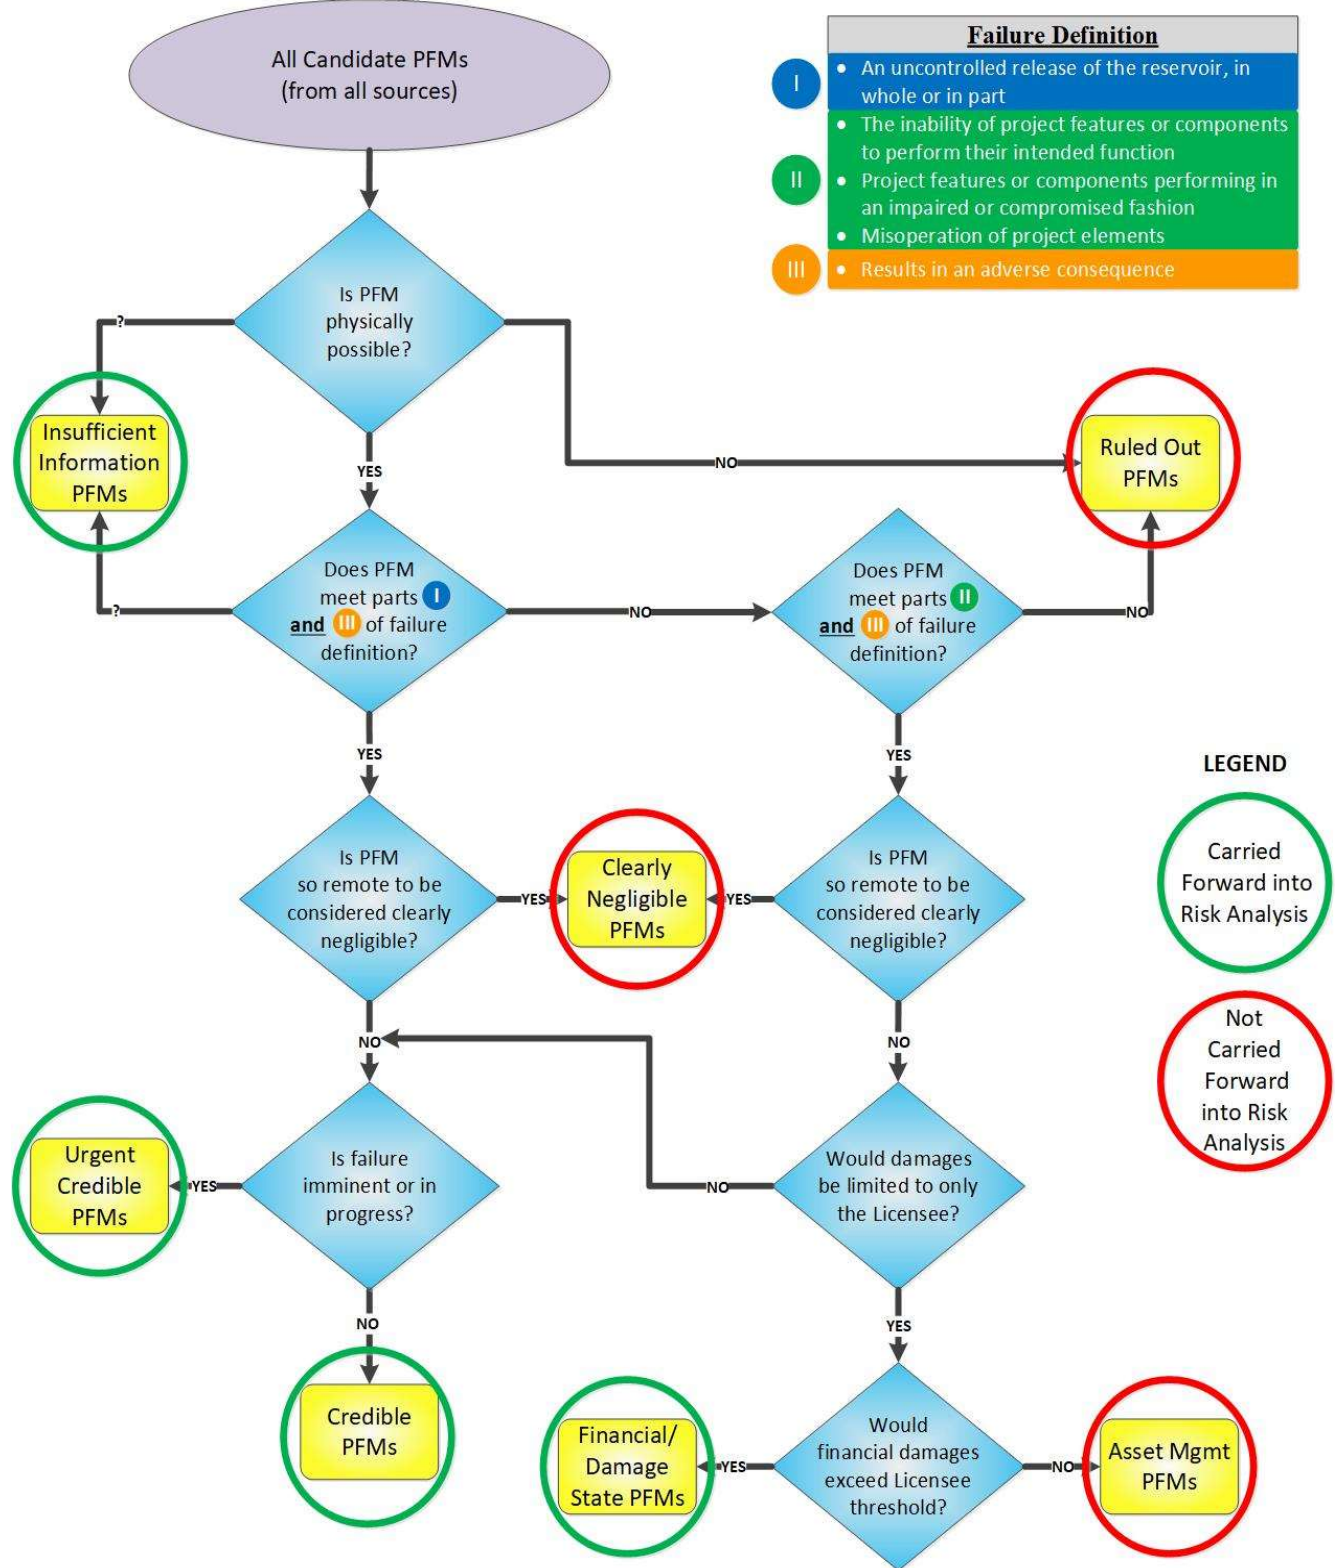 All Candidate PFMs
(from all sources)
Failure Definition
I
• An uncontrolled release of the reservoir, in
whole or in part
II
• The inability of project features or components
to perform their intended function
• Project features or components performing in
an impaired or compromised fashion
• Misoperation of project elements
III
• Results in an adverse consequence
Is PFM
physically
possible?
?
YES
NO
Insufficient
Information
PFMs
Ruled Out
PFMs
Does PFM
meet parts I
and III of failure
definition?
?
NO
YES
Does PFM
meet parts II
and III of failure
definition?
NO
YES
Is PFM
so remote to be
considered clearly
negligible?
YES
NO
Clearly
Negligible
PFMs
Is PFM
so remote to be
considered clearly
negligible?
YES
NO
LEGEND
Carried
Forward into
Risk Analysis
Not
Carried
Forward
into Risk
Analysis
Urgent
Credible
PFMs
Is failure
imminent or in
progress?
YES
NO
Would damages
be limited to only
the Licensee?
NO
YES
Credible
PFMs
Financial/
Damage
State PFMs
Would
financial damages
exceed Licensee
threshold?
YES
NO
Asset Mgmt
PFMs